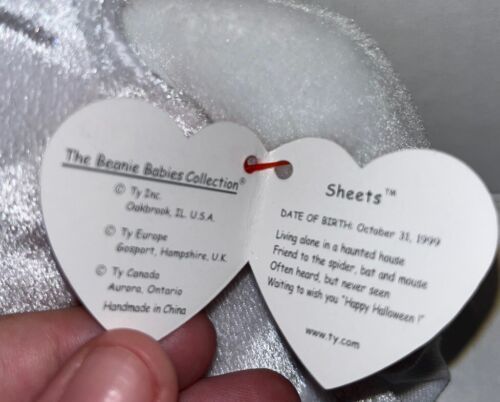 The Beanie Babies Collection®
© Ty Inc.
Oakbrook, IL. U.S.A.
© Ty Europe
Gosport, Hampshire, U.K.
© Ty Canada
Aurora, Ontario
Handmade in China
Sheets™
DATE OF BIRTH: October 31, 1999
Living alone in a haunted house
Friend to the spider, bat and mouse
Often heard, but never seen
Waiting to wish you "Happy Halloween !"
www.ty.com